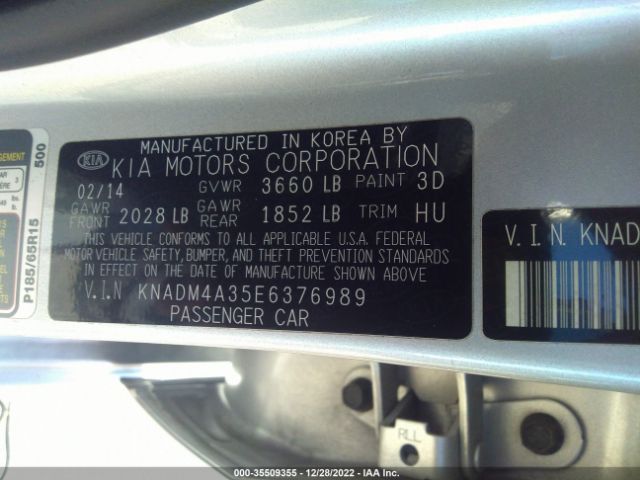 MANUFACTURED IN KOREA BY
KIA KIA MOTORS CORPORATION
02/14 GVWR 3660 LB PAINT 3D
GAWR FRONT 2028 LB GAWR REAR 1852 LB TRIM HU
THIS VEHICLE CONFORMS TO ALL APPLICABLE U.S.A. FEDERAL
MOTOR VEHICLE SAFETY, BUMPER, AND THEFT PREVENTION STANDARDS
IN EFFECT ON THE DATE OF MANUFACTURE SHOWN ABOVE
V.I.N KNADM4A35E6376989
PASSENGER CAR
V.I.N. KNAD
500
P185/65R15
RLL
000-35509355 • 12/28/2022 • IAA Inc.